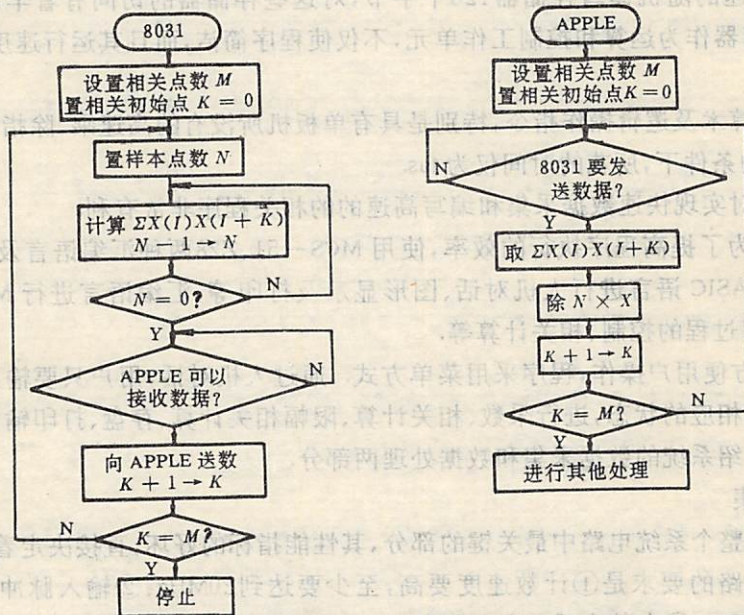 8031
设置相关点数 M
置相关初始点 K = 0
置样本点数 N
计算 ΣX(I)X(I+K)
N − 1→N
N = 0?
N
Y
APPLE 可以
接收数据?
N
Y
向 APPLE 送数
K + 1→K
K = M?
N
Y
停止
APPLE
设置相关点数 M
置相关初始点K = 0
8031 要发
送数据?
N
Y
取 ΣX(I)X(I+K)
除 N × X
K + 1→K
K = M?
N
Y
进行其他处理